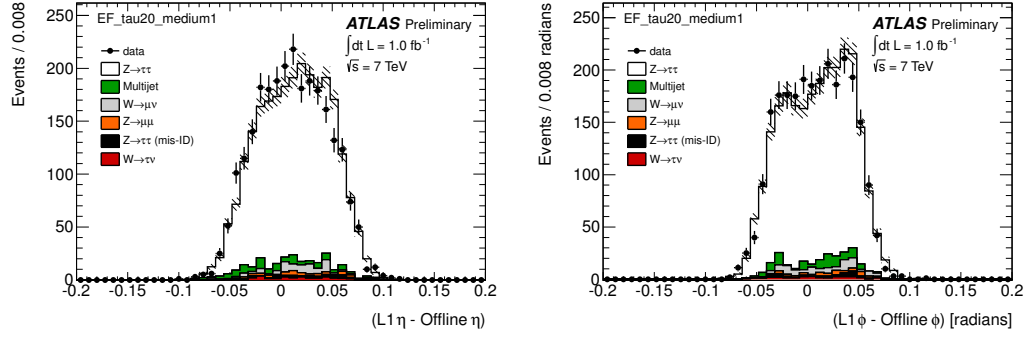 EF_tau20_medium1
ATLAS Preliminary
∫dt L = 1.0 fb⁻¹
√s = 7 TeV
data
Z→ττ
Multijet
W→μν
Z→μμ
Z→ττ (mis-ID)
W→τν
Events / 0.008
250
200
150
100
50
0
-0.2 -0.15 -0.1 -0.05 0 0.05 0.1 0.15 0.2
(L1 η - Offline η)
EF_tau20_medium1
ATLAS Preliminary
∫dt L = 1.0 fb⁻¹
√s = 7 TeV
data
Z→ττ
Multijet
W→μν
Z→μμ
Z→ττ (mis-ID)
W→τν
Events / 0.008 radians
250
200
150
100
50
0
-0.2 -0.15 -0.1 -0.05 0 0.05 0.1 0.15 0.2
(L1 ϕ - Offline ϕ) [radians]